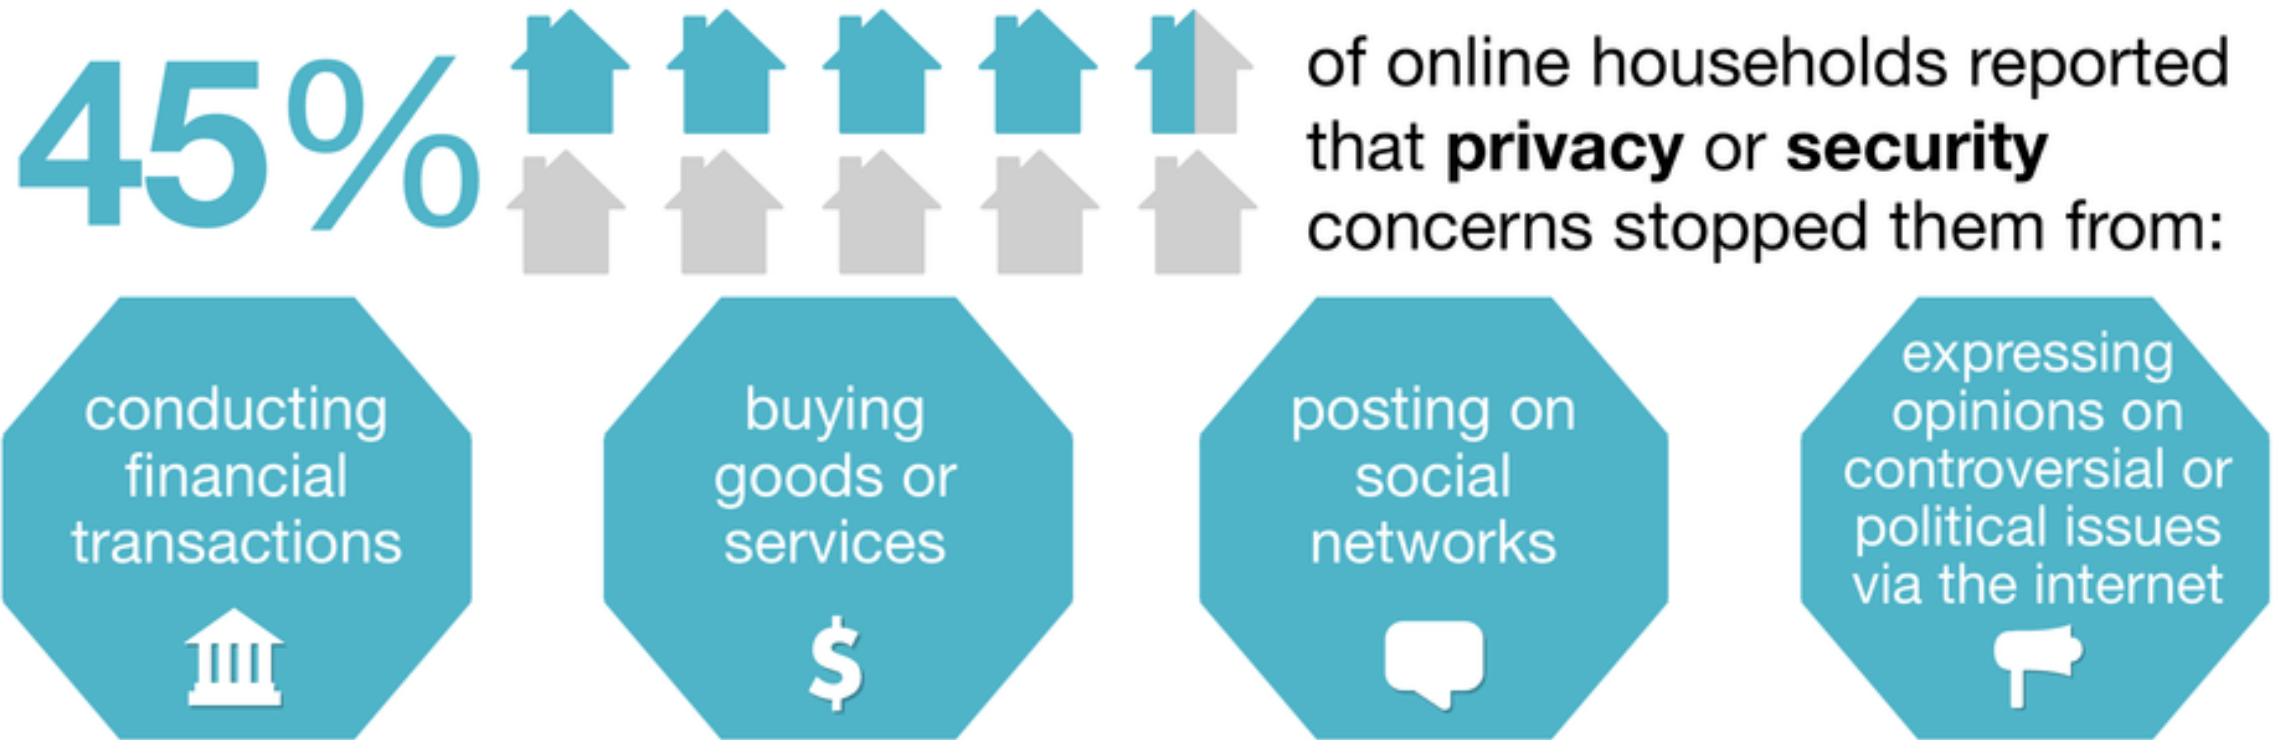 45%
of online households reported
that privacy or security
concerns stopped them from:
conducting
financial
transactions
buying
goods or
services
$
posting on
social
networks
expressing
opinions on
controversial or
political issues
via the internet